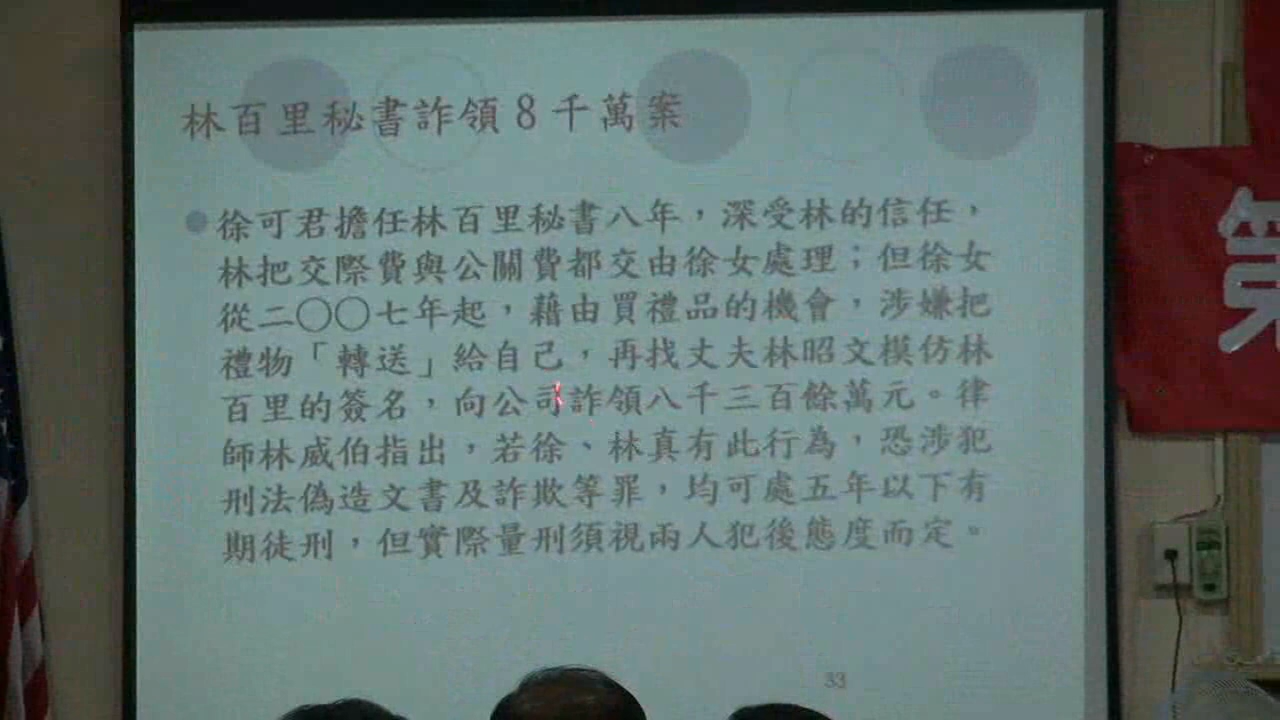 林百里秘書詐領8千萬案
徐可君擔任林百里秘書八年，深受林的信任，
林把交際費與公關費都交由徐女處理；但徐女
從二〇〇七年起，藉由買禮品的機會，涉嫌把
禮物「轉送」給自己，再找丈夫林昭文模仿林
百里的簽名，向公司詐領八千三百餘萬元。律
師林威伯指出，若徐、林真有此行為，恐涉犯
刑法偽造文書及詐欺等罪，均可處五年以下有
期徒刑，但實際量刑須視兩人犯後態度而定。
33
第